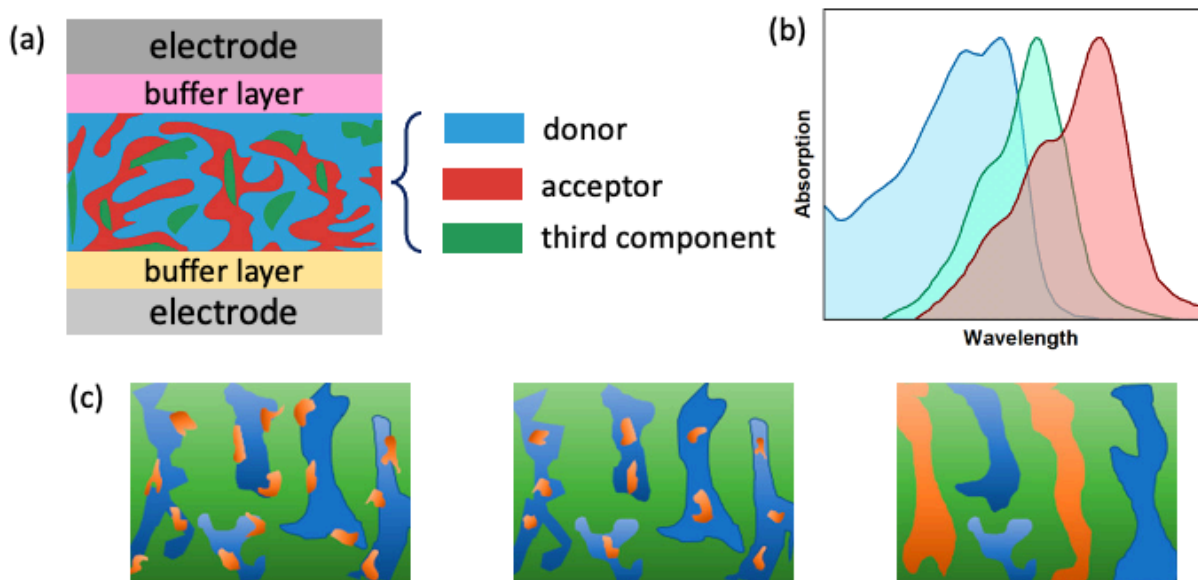 (a)
electrode
buffer layer
donor
acceptor
third component
buffer layer
electrode
(b)
Absorption
Wavelength
(c)